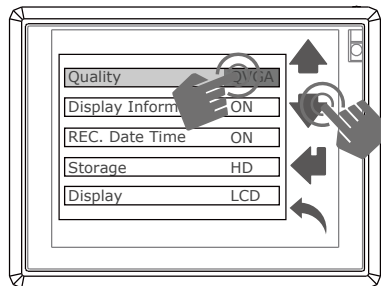 Quality QVGA
Display Inform ON
REC. Date Time ON
Storage HD
Display LCD